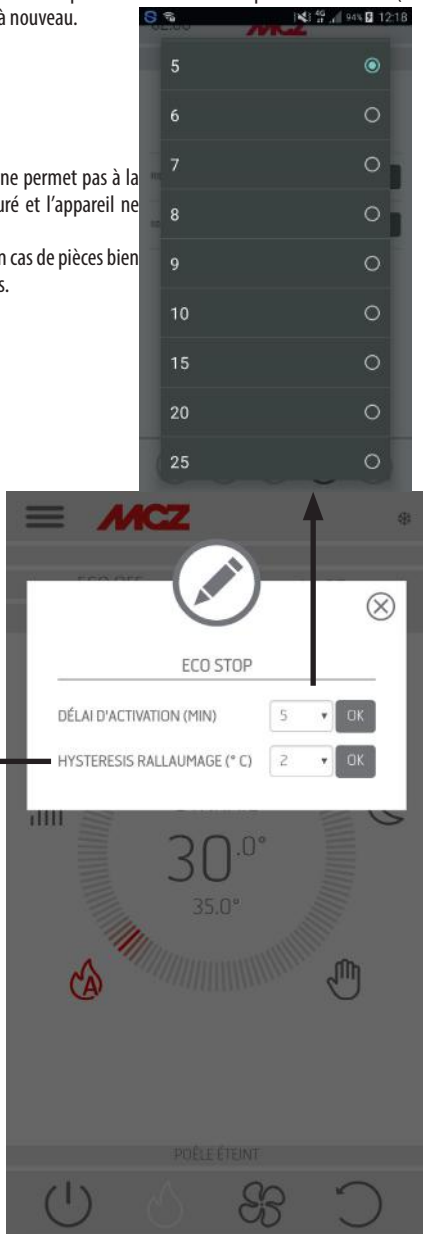 à nouveau.
94% 12:18
5
6
7
8
9
10
15
20
25
ne permet pas à la
uré et l'appareil ne
n cas de pièces bien
s.
MCZ
ECO STOP
DÉLAI D'ACTIVATION (MIN) 5 OK
HYSTERESIS RALLAUMAGE (° C) 2 OK
30.0°
35.0°
A
POÊLE ÉTEINT